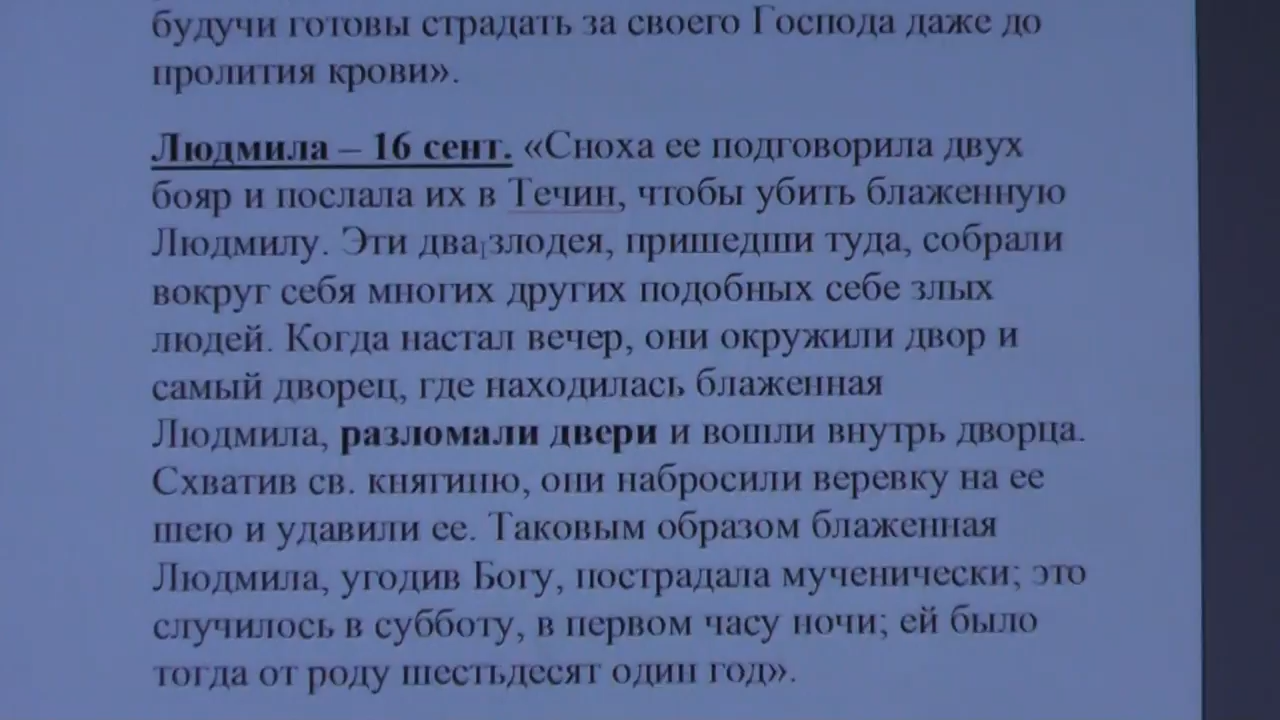 будучи готовы страдать за своего Господа даже до
пролития крови».
Людмила – 16 сент. «Сноха ее подговорила двух
бояр и послала их в Течин, чтобы убить блаженную
Людмилу. Эти два злодея, пришедши туда, собрали
вокруг себя многих других подобных себе злых
людей. Когда настал вечер, они окружили двор и
самый дворец, где находилась блаженная
Людмила, разломали двери и вошли внутрь дворца.
Схватив св. княгиню, они набросили веревку на ее
шею и удавили ее. Таковым образом блаженная
Людмила, угодив Богу, пострадала мученически; это
случилось в субботу, в первом часу ночи; ей было
тогда от роду шестьдесят один год».